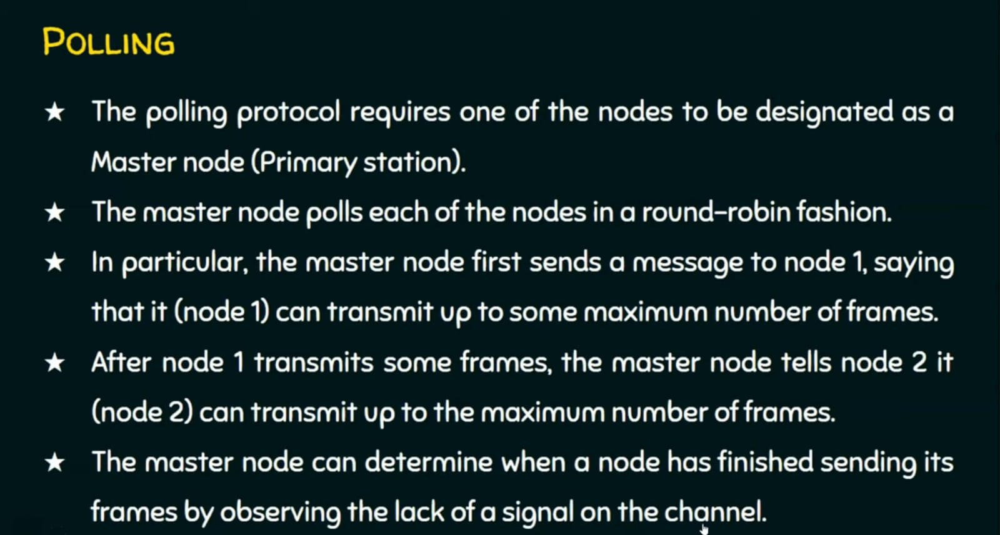 POLLING
★ The polling protocol requires one of the nodes to be designated as a
Master node (Primary station).
★ The master node polls each of the nodes in a round-robin fashion.
★ In particular, the master node first sends a message to node 1, saying
that it (node 1) can transmit up to some maximum number of frames.
★ After node 1 transmits some frames, the master node tells node 2 it
(node 2) can transmit up to the maximum number of frames.
★ The master node can determine when a node has finished sending its
frames by observing the lack of a signal on the channel.